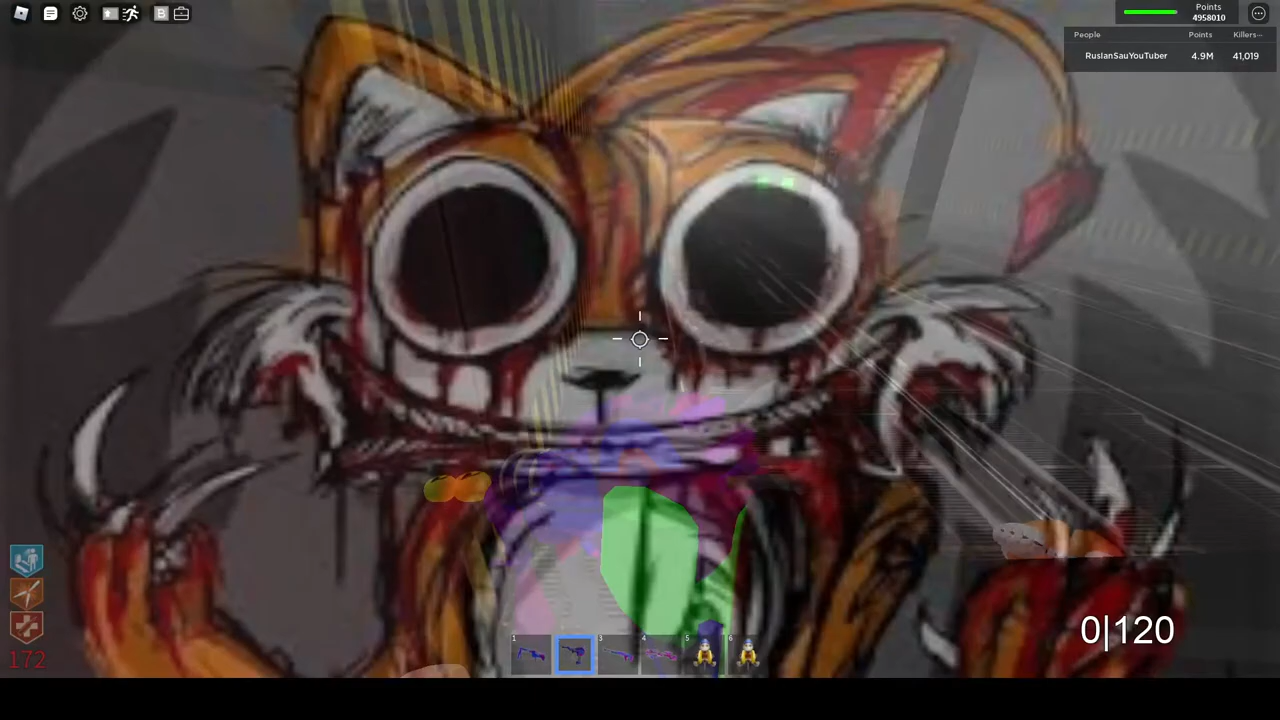 Points
4958010
People Points Killers...
RuslanSauYouTuber 4.9M 41,019
B
1 3 4 5 6
172
0|120